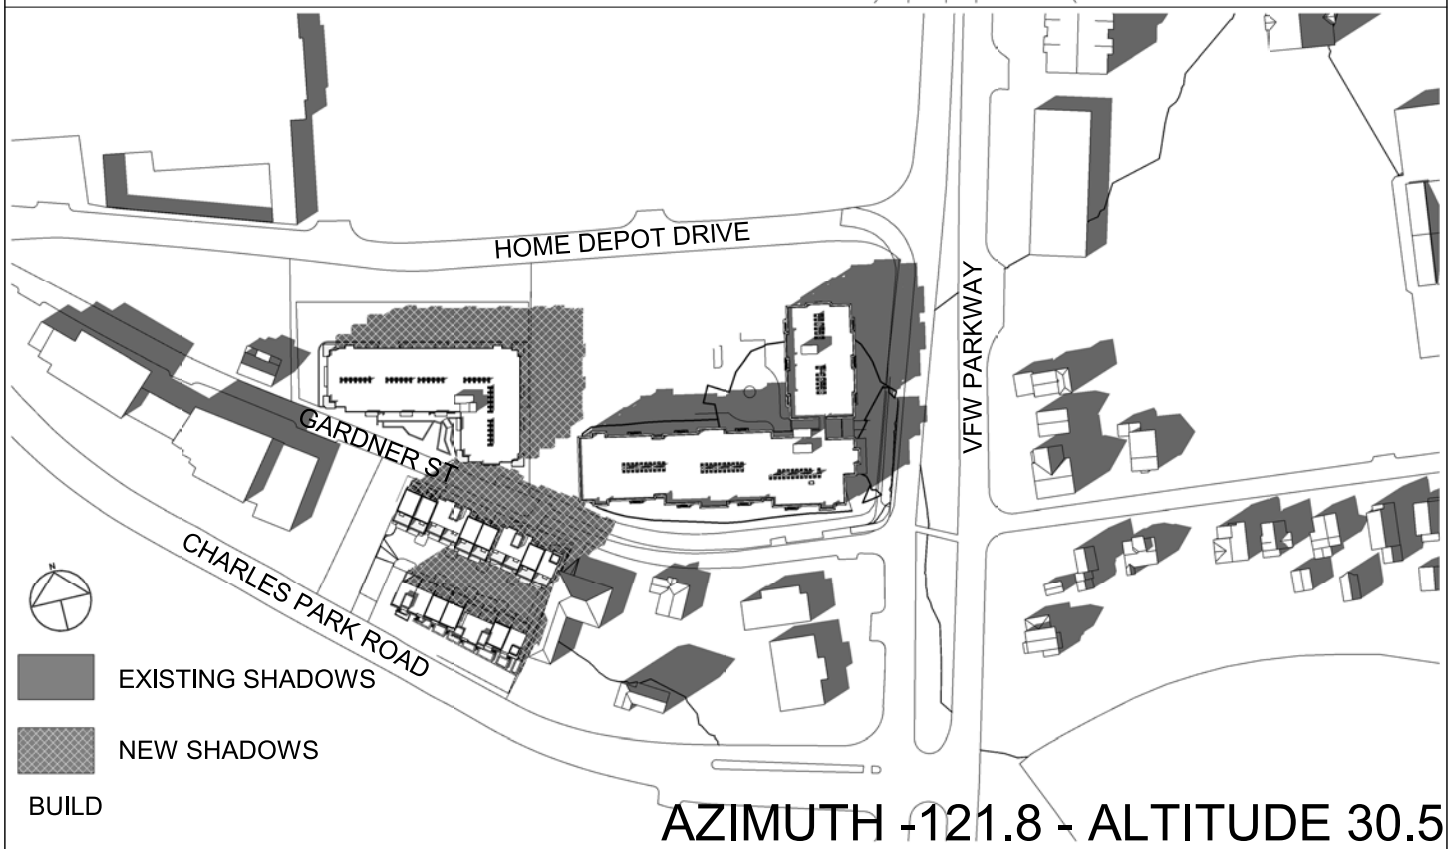 HOME DEPOT DRIVE
VFW PARKWAY
GARDNER ST
CHARLES PARK ROAD
N
EXISTING SHADOWS
NEW SHADOWS
BUILD
AZIMUTH -121.8 - ALTITUDE 30.5